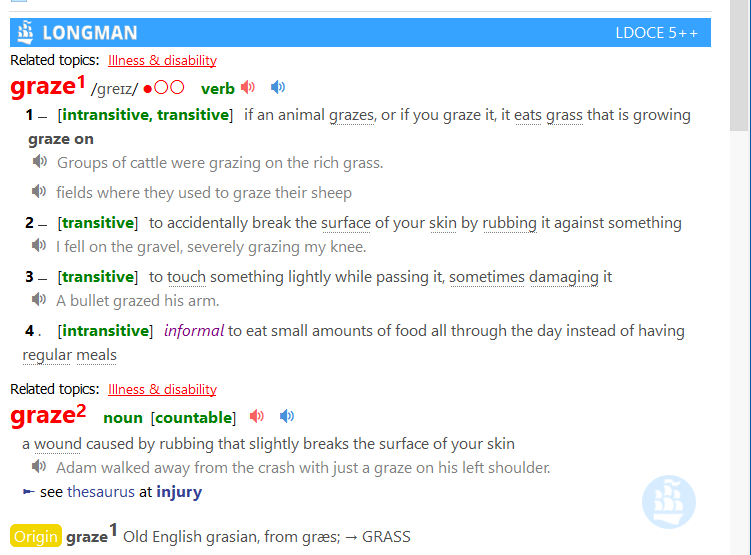 LONGMAN LDOCE 5++
Related topics: Illness & disability
graze1 /greɪz/ ●○○ verb
1 – [intransitive, transitive] if an animal grazes, or if you graze it, it eats grass that is growing
graze on
Groups of cattle were grazing on the rich grass.
fields where they used to graze their sheep
2 – [transitive] to accidentally break the surface of your skin by rubbing it against something
I fell on the gravel, severely grazing my knee.
3 – [transitive] to touch something lightly while passing it, sometimes damaging it
A bullet grazed his arm.
4 . [intransitive] informal to eat small amounts of food all through the day instead of having
regular meals
Related topics: Illness & disability
graze2 noun [countable]
a wound caused by rubbing that slightly breaks the surface of your skin
Adam walked away from the crash with just a graze on his left shoulder.
► see thesaurus at injury
Origin graze1 Old English grasian, from græs; → GRASS